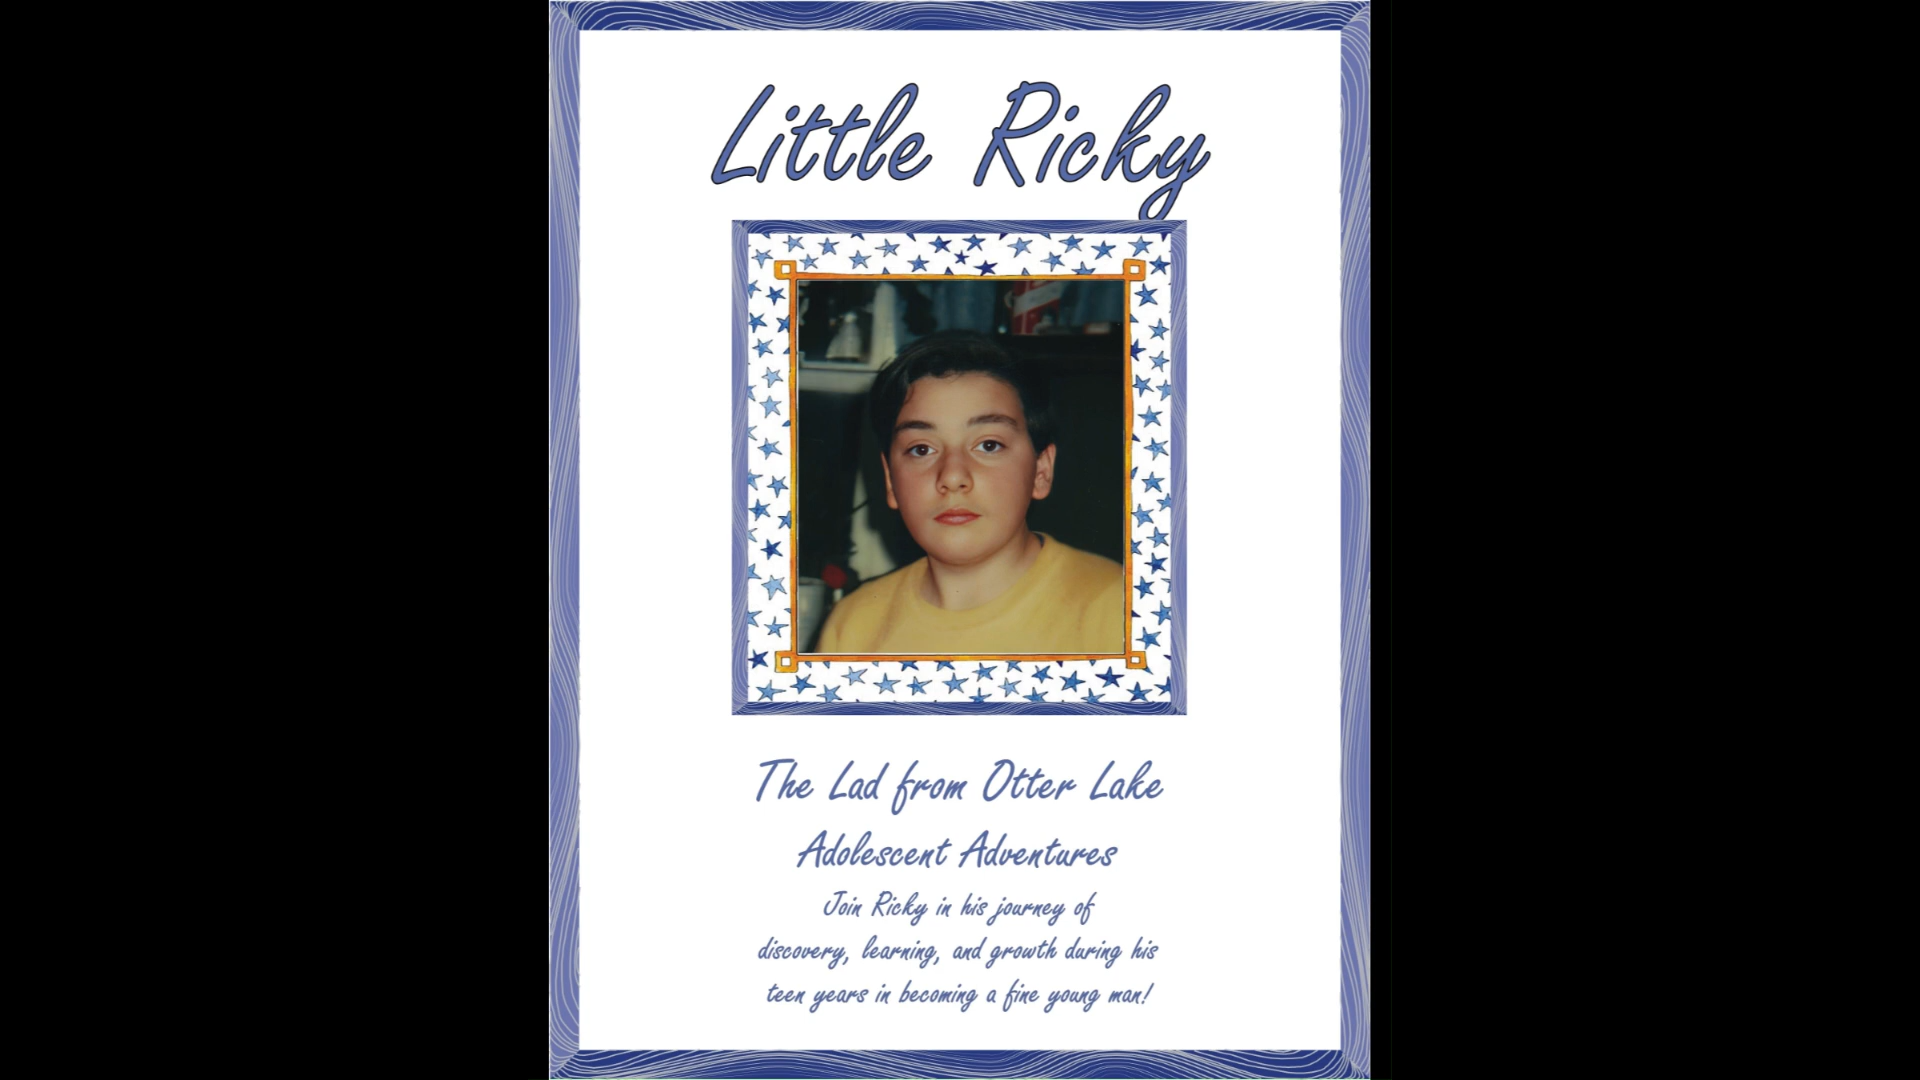 Little Ricky
The Lad from Otter Lake
Adolescent Adventures
Join Ricky in his journey of
discovery, learning, and growth during his
teen years in becoming a fine young man!